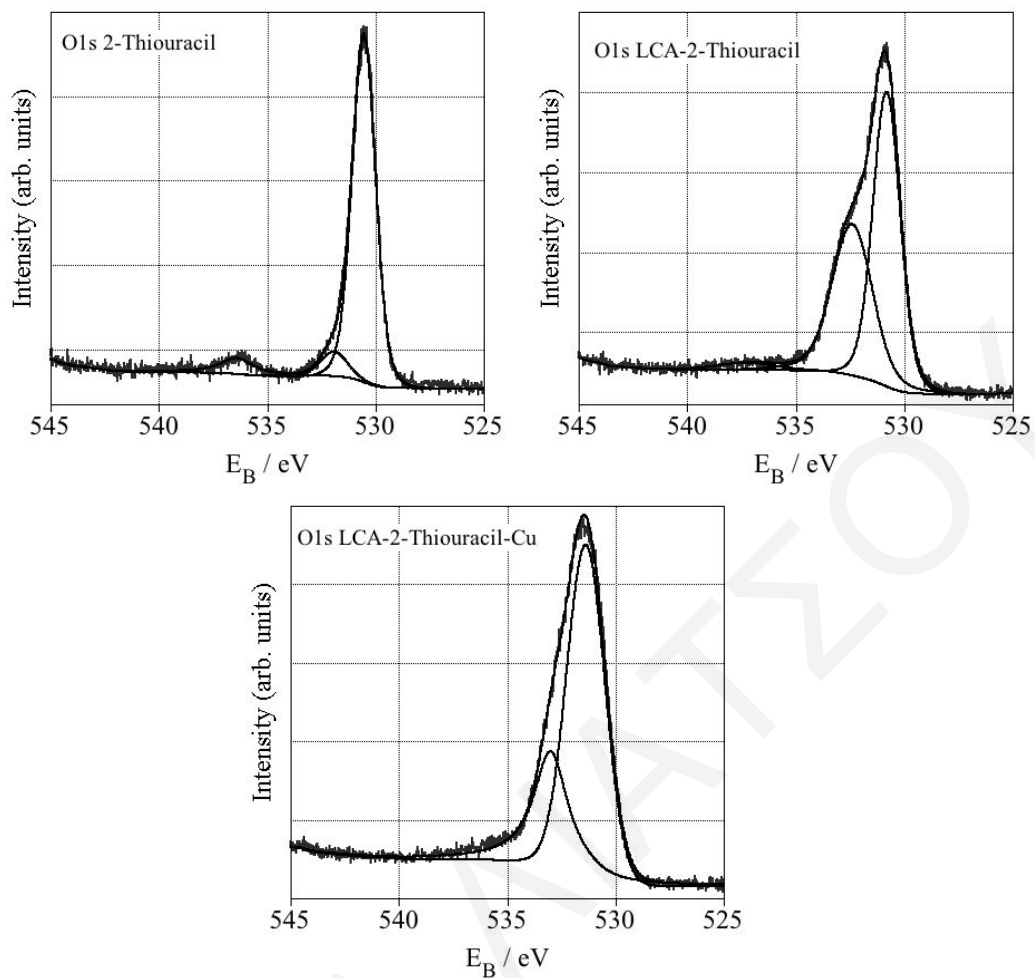 O1s 2-Thiouracil
Intensity (arb. units)
545 540 535 530 525
E_B / eV
O1s LCA-2-Thiouracil
Intensity (arb. units)
545 540 535 530 525
E_B / eV
O1s LCA-2-Thiouracil-Cu
Intensity (arb. units)
545 540 535 530 525
E_B / eV
ΛΑΤΣΟΥ